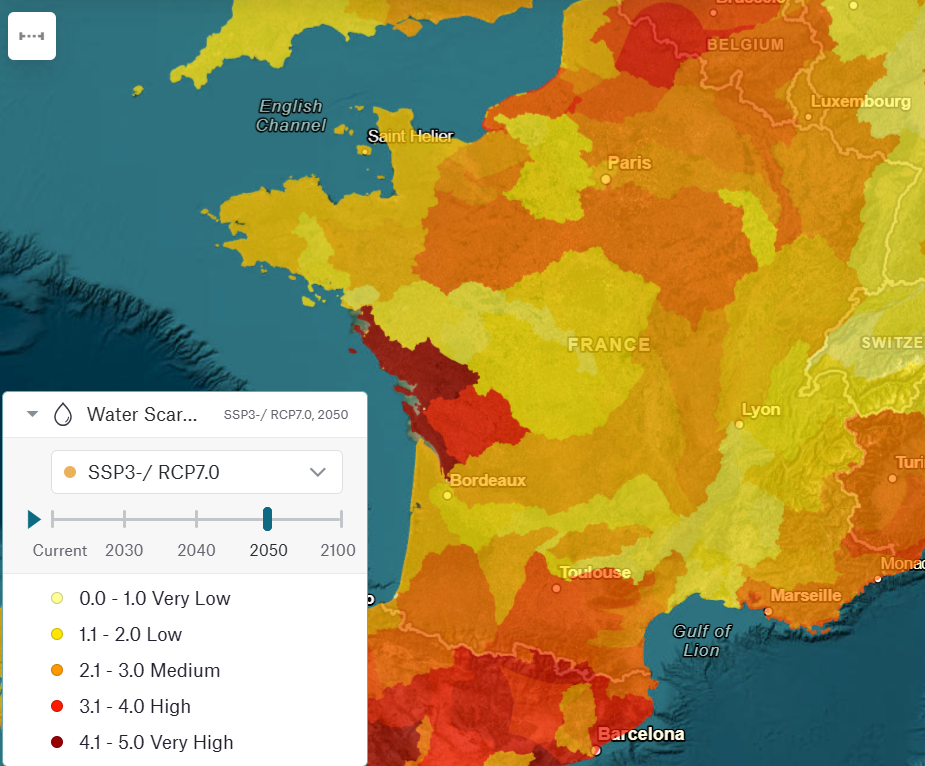 Bruxelles
BELGIUM
Luxembourg
English
Channel
Saint Helier
Paris
FRANCE
SWITZE
Lyon
Water Scar... SSP3-/ RCP7.0, 2050
SSP3-/ RCP7.0
Current 2030 2040 2050 2100
0.0 - 1.0 Very Low
1.1 - 2.0 Low
2.1 - 3.0 Medium
3.1 - 4.0 High
4.1 - 5.0 Very High
Bordeaux
Turi
Toulouse
Monac
Marseille
Gulf of
Lion
Barcelona